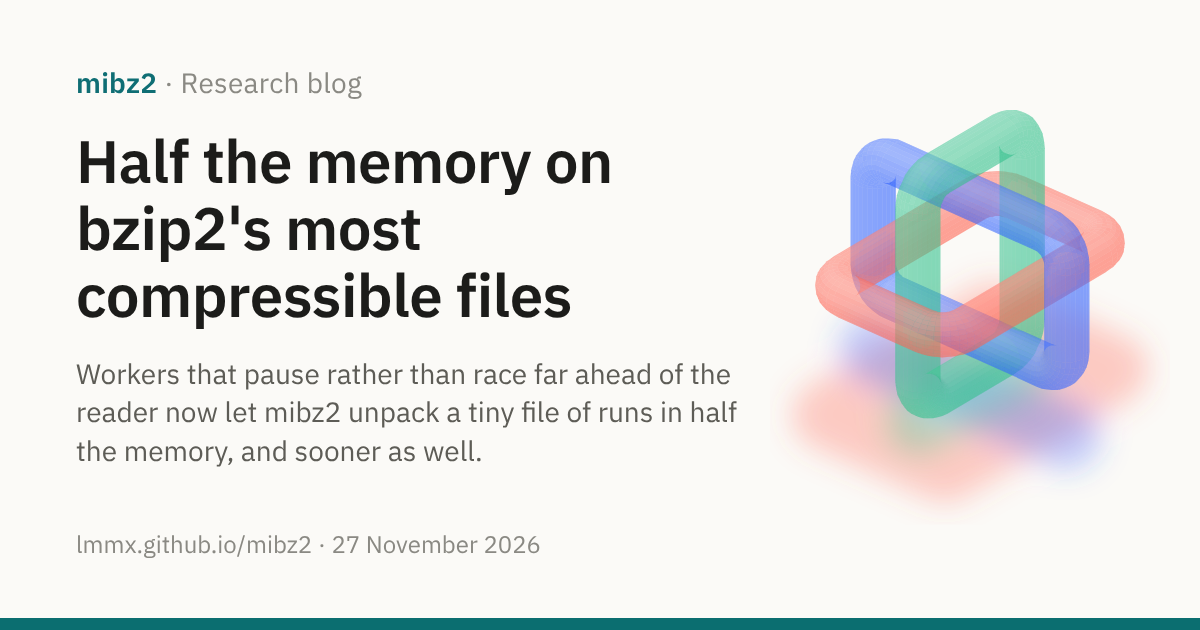 mibz2 · Research blog
Half the memory on
bzip2's most
compressible files
Workers that pause rather than race far ahead of the
reader now let mibz2 unpack a tiny file of runs in half
the memory, and sooner as well.
lmmx.github.io/mibz2 · 27 November 2026